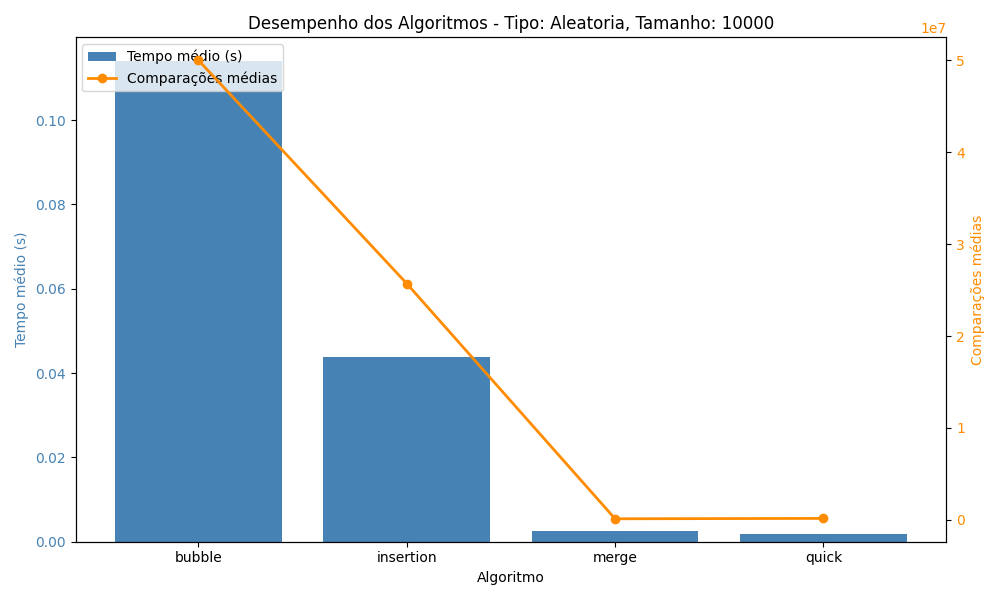 Desempenho dos Algoritmos - Tipo: Aleatoria, Tamanho: 10000
1e7
Tempo médio (s)
Comparações médias
0.10
0.08
0.06
0.04
0.02
0.00
Tempo médio (s)
5
4
3
2
1
0
Comparações médias
bubble insertion merge quick
Algoritmo